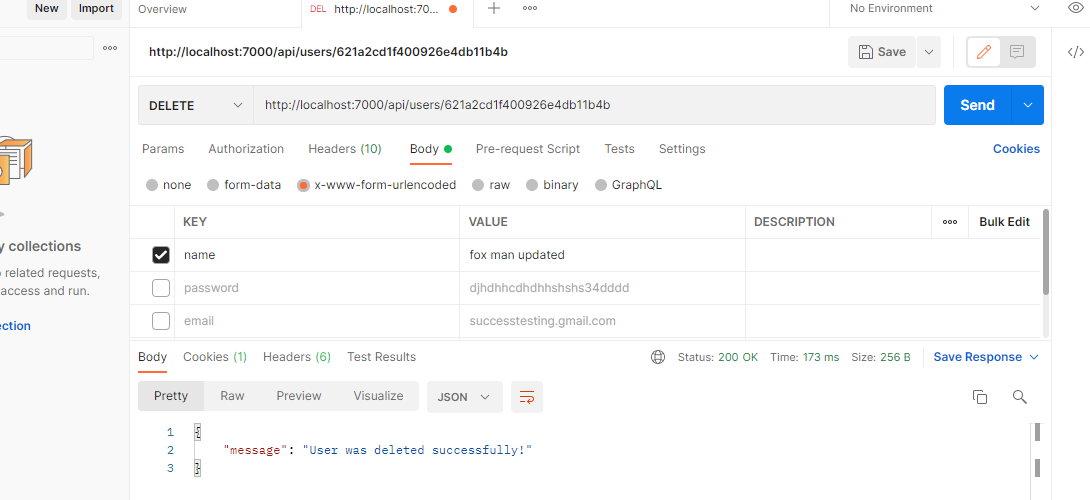 New Import Overview DEL http://localhost:70... No Environment
http://localhost:7000/api/users/621a2cd1f400926e4db11b4b Save
DELETE http://localhost:7000/api/users/621a2cd1f400926e4db11b4b Send
Params Authorization Headers (10) Body Pre-request Script Tests Settings Cookies
none form-data x-www-form-urlencoded raw binary GraphQL
KEY VALUE DESCRIPTION Bulk Edit
y collections
name fox man updated
related requests,
password djhdhhcdhdhhshshs34dddd
access and run.
email successtesting.gmail.com
ection
Body Cookies (1) Headers (6) Test Results Status: 200 OK Time: 173 ms Size: 256 B Save Response
Pretty Raw Preview Visualize JSON
1 {
2 "message": "User was deleted successfully!"
3 }